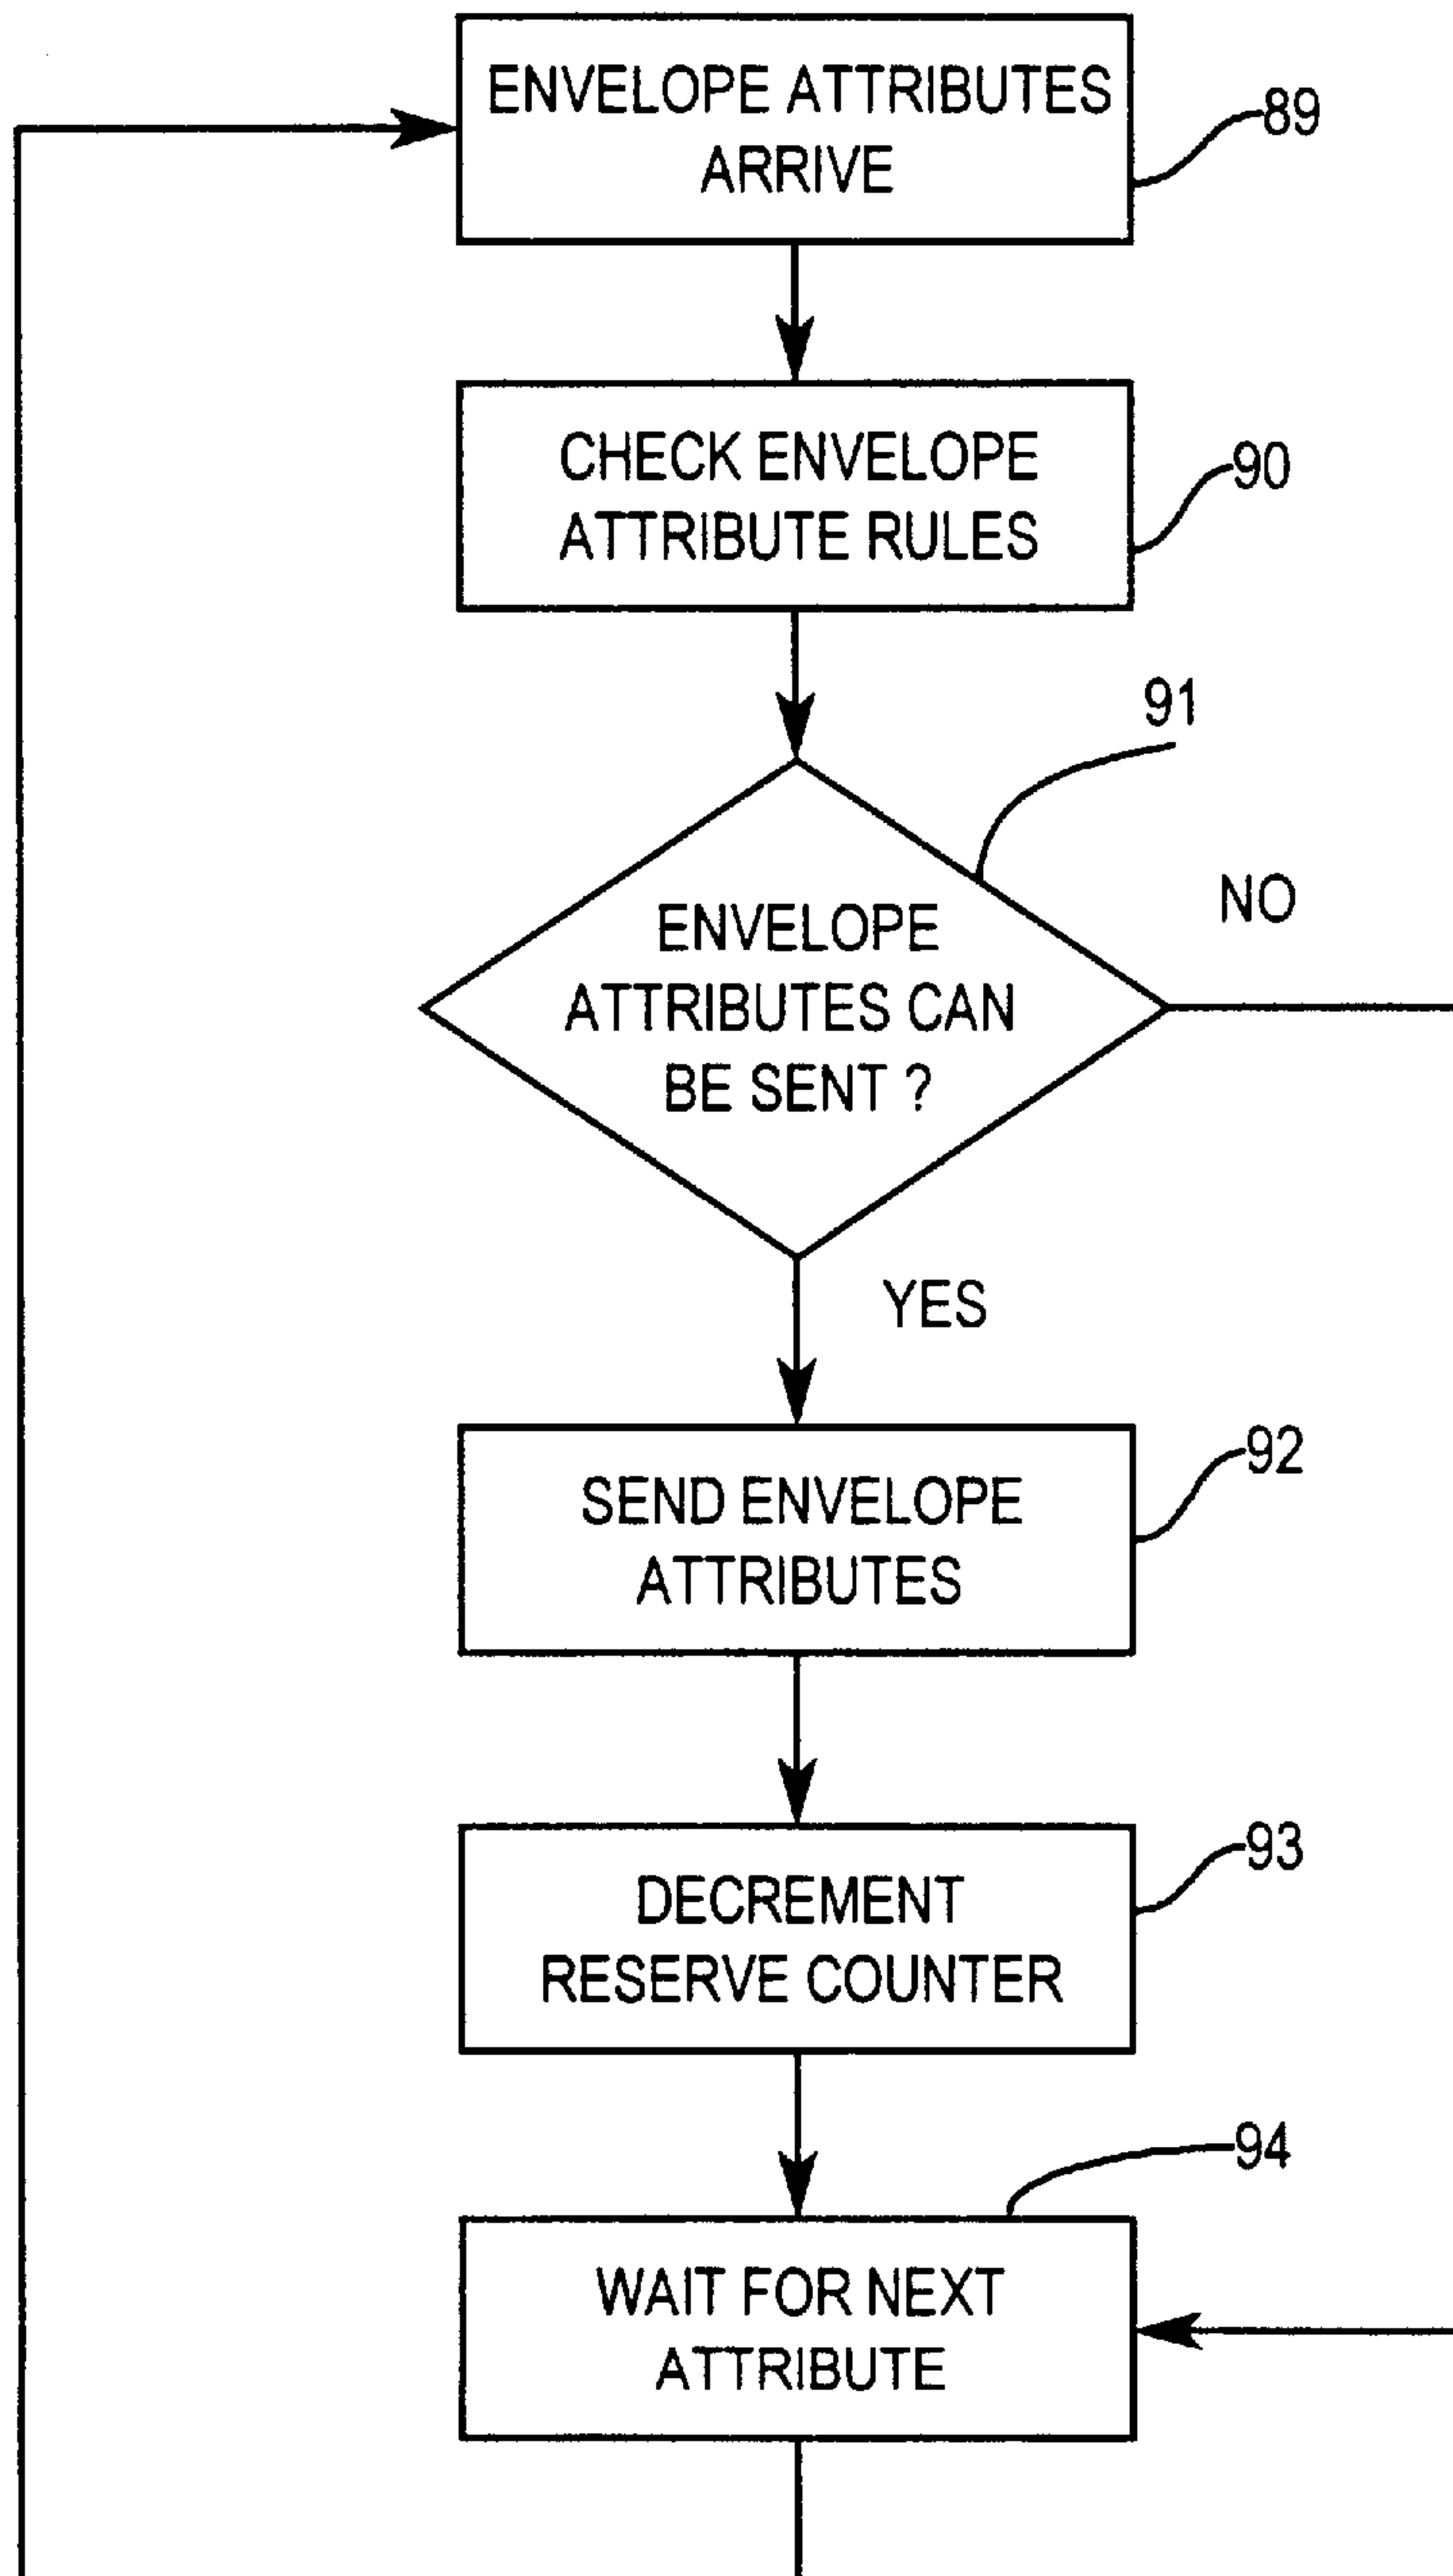 ENVELOPE ATTRIBUTES
ARRIVE
89
CHECK ENVELOPE
ATTRIBUTE RULES
90
91
ENVELOPE
ATTRIBUTES CAN
BE SENT ?
NO
YES
SEND ENVELOPE
ATTRIBUTES
92
DECREMENT
RESERVE COUNTER
93
94
WAIT FOR NEXT
ATTRIBUTE